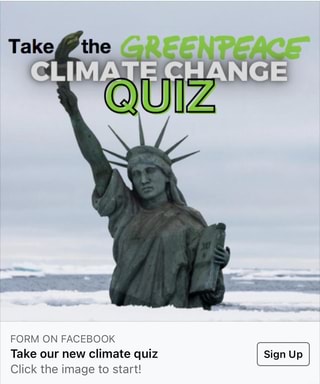 Take the GREENPEACE
CLIMATE CHANGE
QUIZ
FORM ON FACEBOOK
Take our new climate quiz
Click the image to start!
Sign Up